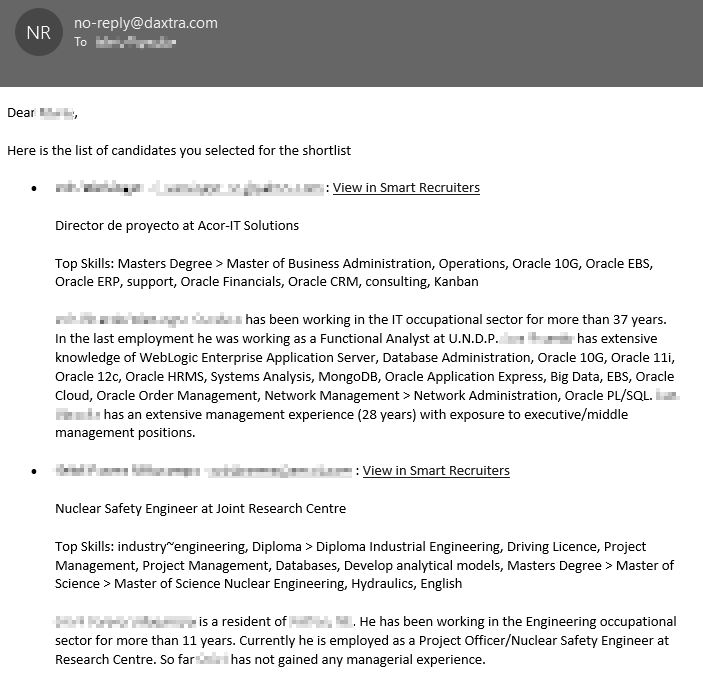 NR
no-reply@daxtra.com
To
Dear ,
Here is the list of candidates you selected for the shortlist
• : View in Smart Recruiters
Director de proyecto at Acor-IT Solutions
Top Skills: Masters Degree > Master of Business Administration, Operations, Oracle 10G, Oracle EBS,
Oracle ERP, support, Oracle Financials, Oracle CRM, consulting, Kanban
has been working in the IT occupational sector for more than 37 years.
In the last employment he was working as a Functional Analyst at U.N.D.P. has extensive
knowledge of WebLogic Enterprise Application Server, Database Administration, Oracle 10G, Oracle 11i,
Oracle 12c, Oracle HRMS, Systems Analysis, MongoDB, Oracle Application Express, Big Data, EBS, Oracle
Cloud, Oracle Order Management, Network Management > Network Administration, Oracle PL/SQL.
has an extensive management experience (28 years) with exposure to executive/middle
management positions.
• : View in Smart Recruiters
Nuclear Safety Engineer at Joint Research Centre
Top Skills: industry~engineering, Diploma > Diploma Industrial Engineering, Driving Licence, Project
Management, Project Management, Databases, Develop analytical models, Masters Degree > Master of
Science > Master of Science Nuclear Engineering, Hydraulics, English
is a resident of . He has been working in the Engineering occupational
sector for more than 11 years. Currently he is employed as a Project Officer/Nuclear Safety Engineer at
Research Centre. So far has not gained any managerial experience.